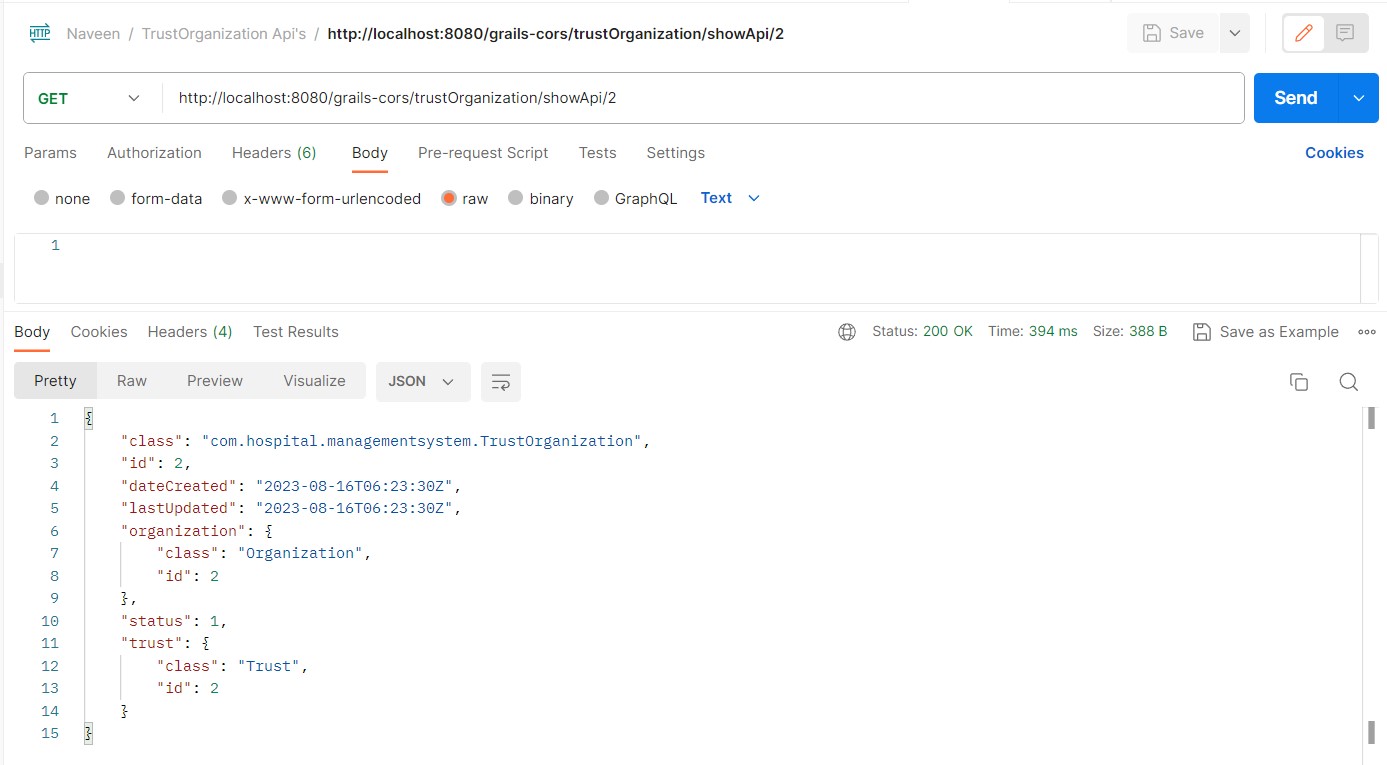 HTTP Naveen / TrustOrganization Api's / http://localhost:8080/grails-cors/trustOrganization/showApi/2 Save
GET http://localhost:8080/grails-cors/trustOrganization/showApi/2 Send
Params Authorization Headers (6) Body Pre-request Script Tests Settings Cookies
none form-data x-www-form-urlencoded raw binary GraphQL Text
1
Body Cookies Headers (4) Test Results Status: 200 OK Time: 394 ms Size: 388 B Save as Example
Pretty Raw Preview Visualize JSON
1 {
2 "class": "com.hospital.managementsystem.TrustOrganization",
3 "id": 2,
4 "dateCreated": "2023-08-16T06:23:30Z",
5 "lastUpdated": "2023-08-16T06:23:30Z",
6 "organization": {
7 "class": "Organization",
8 "id": 2
9 },
10 "status": 1,
11 "trust": {
12 "class": "Trust",
13 "id": 2
14 }
15 }